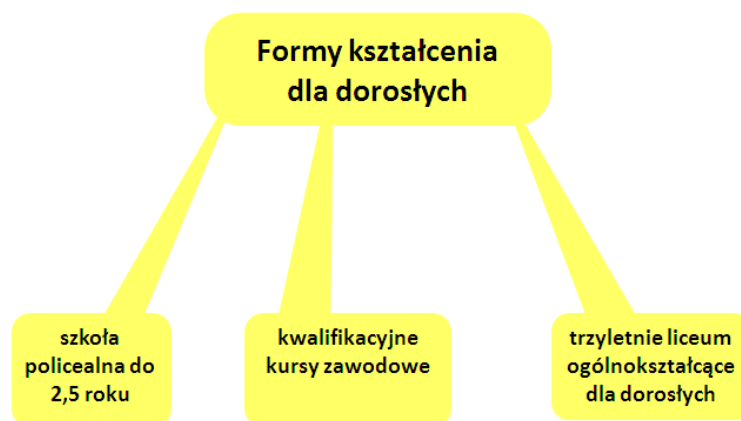 Formy kształcenia
dla dorosłych
szkoła
policealna do
2,5 roku
kwalifikacyjne
kursy zawodowe
trzyletnie liceum
ogólnokształcące
dla dorosłych